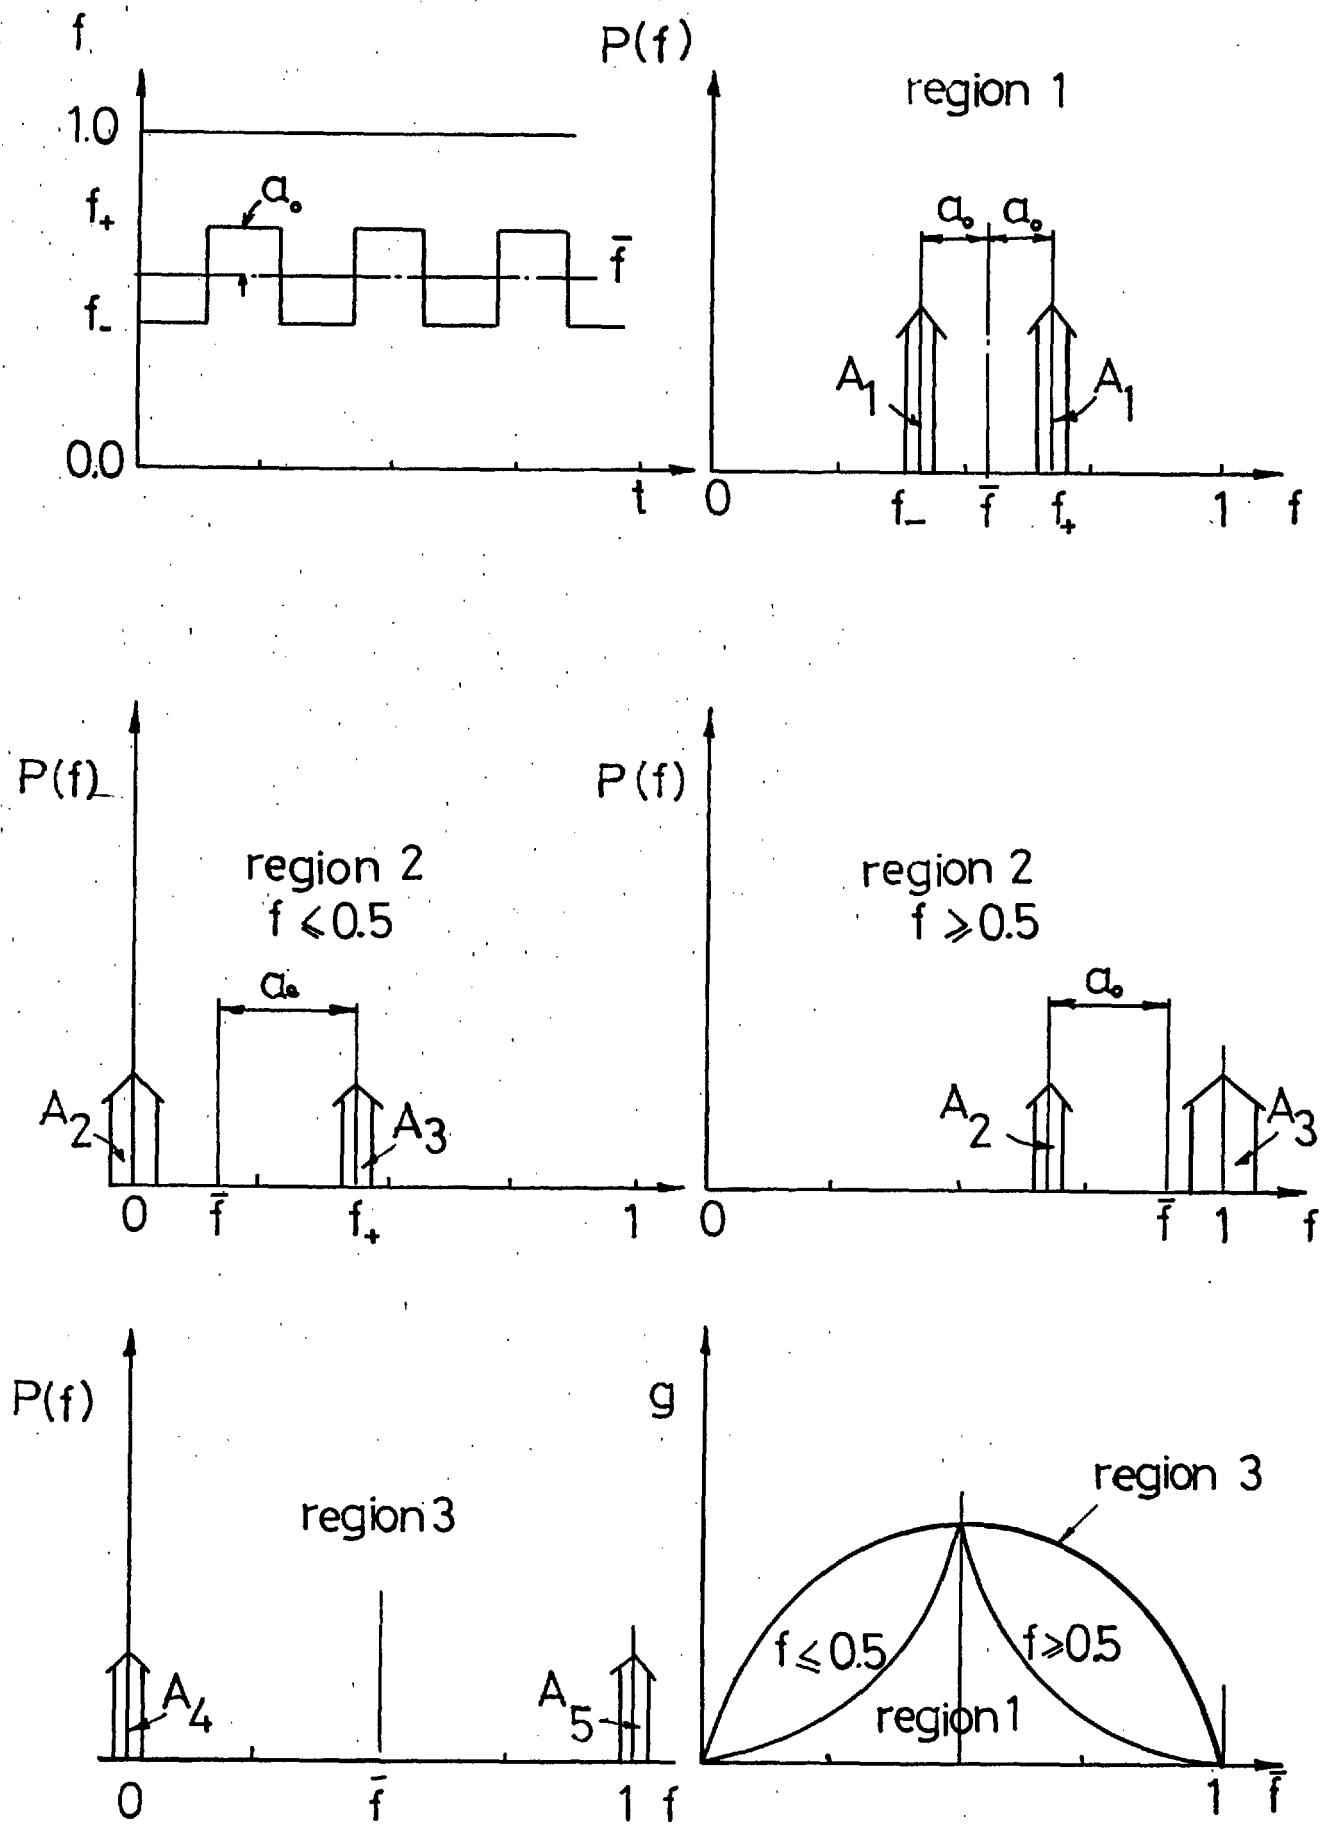 f
1.0
f₊
a₀
f̄
f₋
0.0
t
P(f)
region 1
a₀ a₀
A₁ A₁
0 f₋ f̄ f₊ 1 f
P(f)
region 2
f ⩽ 0.5
a₀
A₂ A₃
0 f̄ f₊ 1
P(f)
region 2
f ⩾ 0.5
a₀
A₂ A₃
0 f̄ 1 f
P(f)
region 3
A₄ A₅
0 f̄ 1 f
g
region 3
f ⩽ 0.5 f ⩾ 0.5
region 1
1 f̄